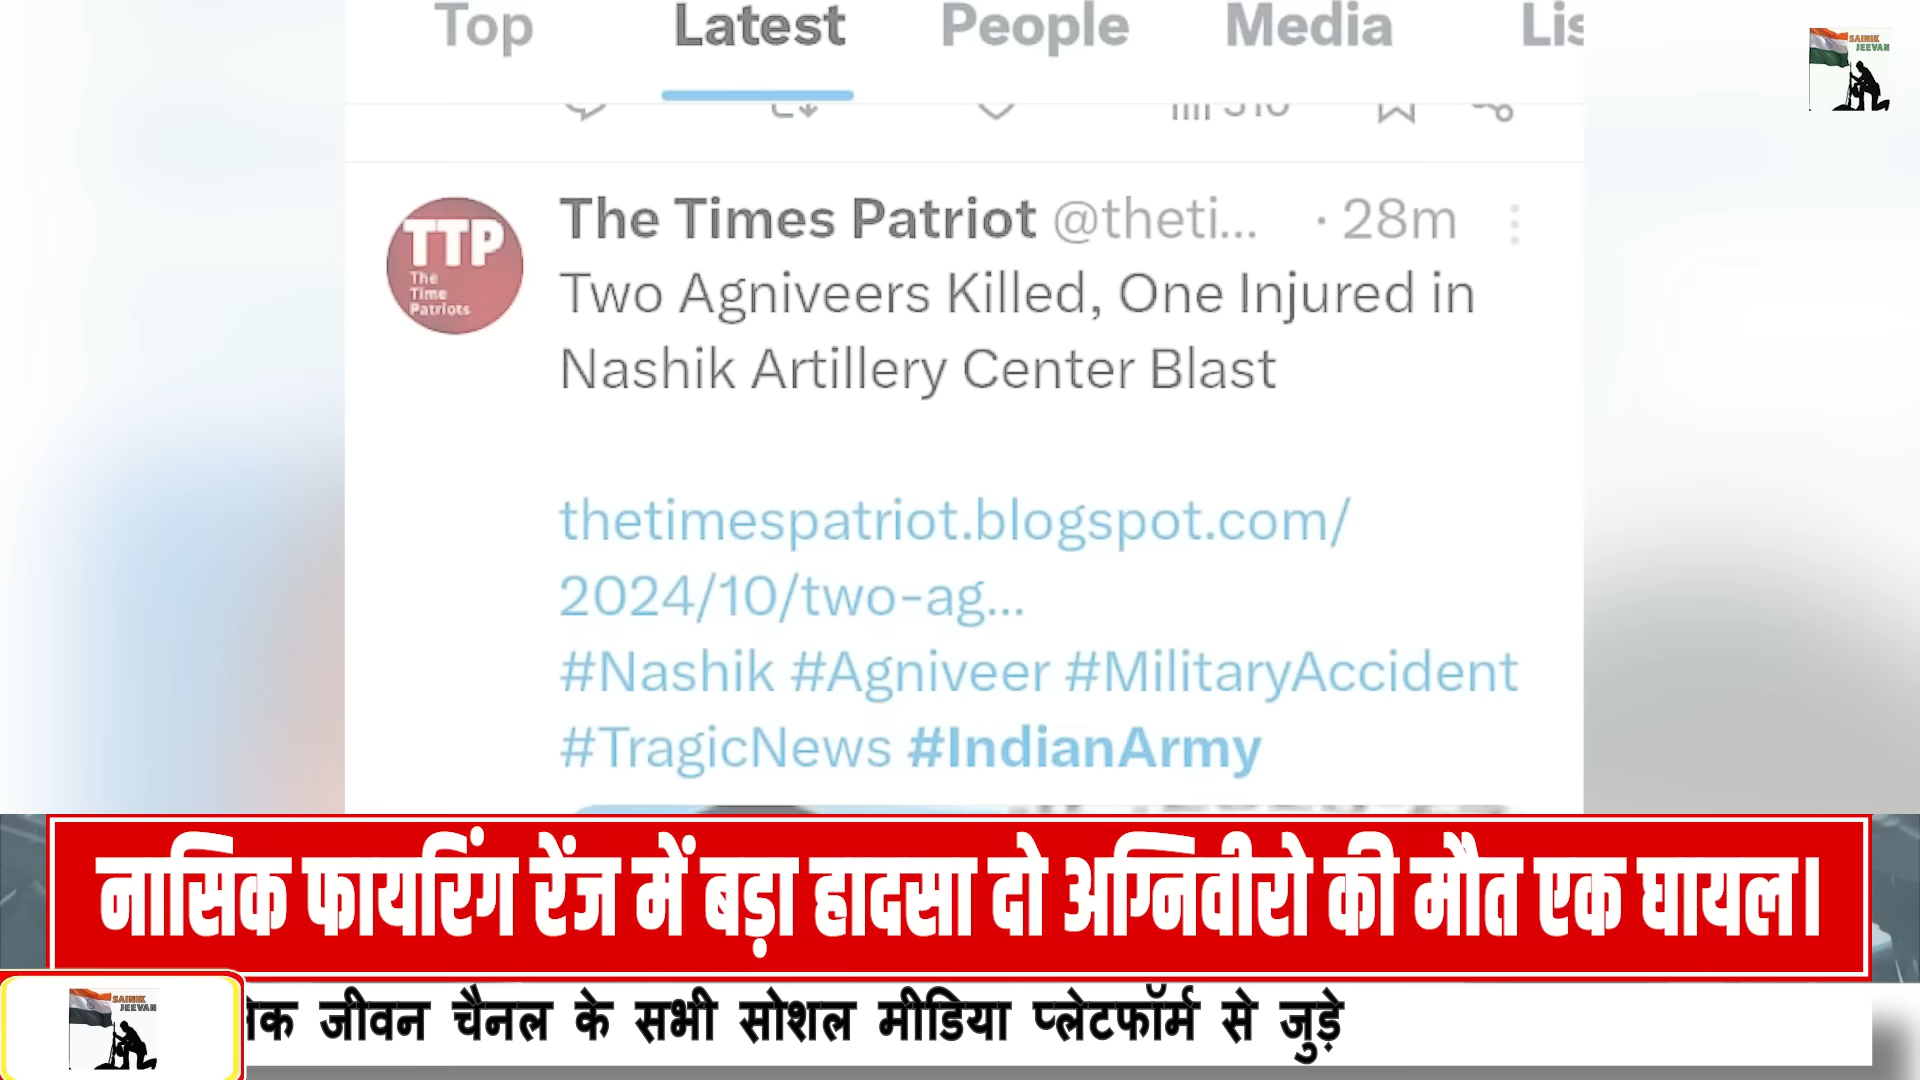 Top Latest People Media Lis
SAINIK
JEEVAN
The Times Patriot @theti... · 28m
TTP
The
Time
Patriots
Two Agniveers Killed, One Injured in
Nashik Artillery Center Blast
thetimespatriot.blogspot.com/
2024/10/two-ag...
#Nashik #Agniveer #MilitaryAccident
#TragicNews #IndianArmy
नासिक फायरिंग रेंज में बड़ा हादसा दो अग्निवीरो की मौत एक घायल।
SAINIK
JEEVAN
जीवन चैनल के सभी सोशल मीडिया प्लेटफॉर्म से जुड़े